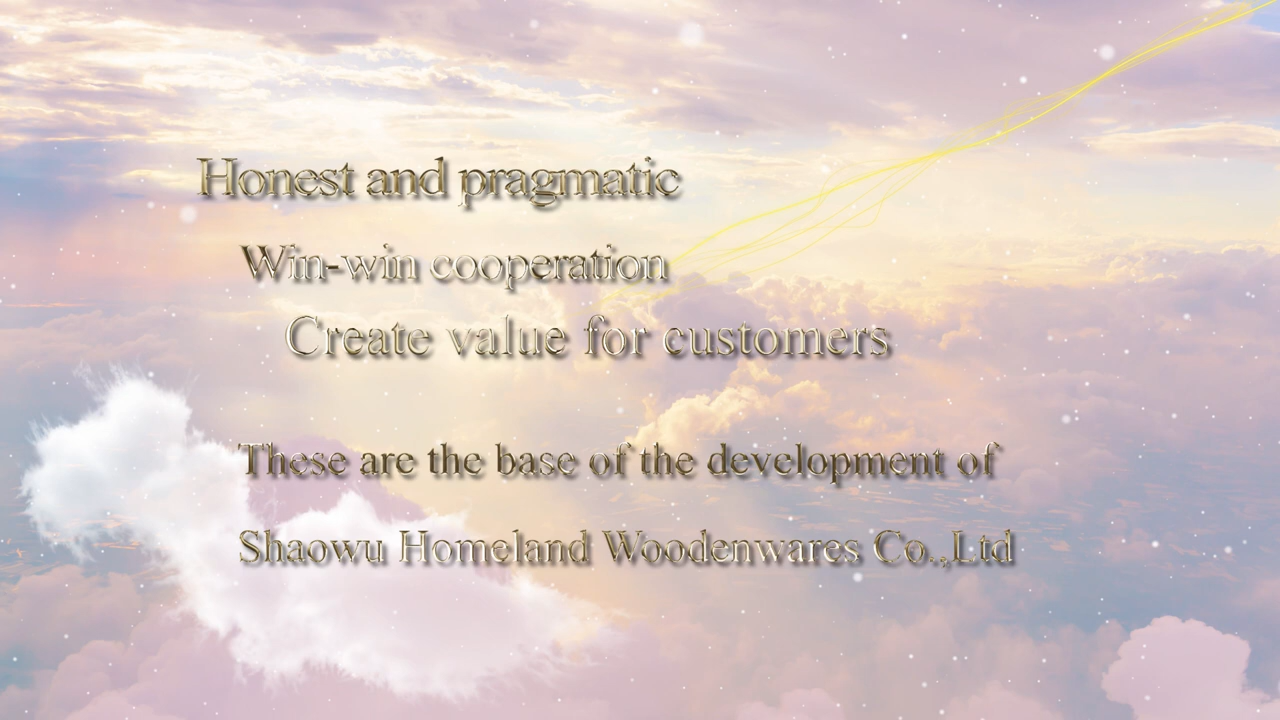 Honest and pragmatic
Win-win cooperation
Create value for customers
These are the base of the development of
Shaowu Homeland Woodenwares Co.,Ltd